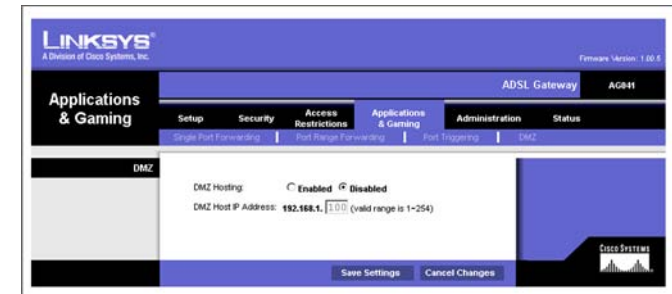 LINKSYS®
A Division of Cisco Systems, Inc.
Firmware Version: 1.00.5
ADSL Gateway AG041
Applications
& Gaming
Setup Security Access Restrictions Applications & Gaming Administration Status
Single Port Forwarding Port Range Forwarding Port Triggering DMZ
DMZ
DMZ Hosting: Enabled Disabled
DMZ Host IP Address: 192.168.1. 100 (valid range is 1~254)
CISCO SYSTEMS
Save Settings Cancel Changes